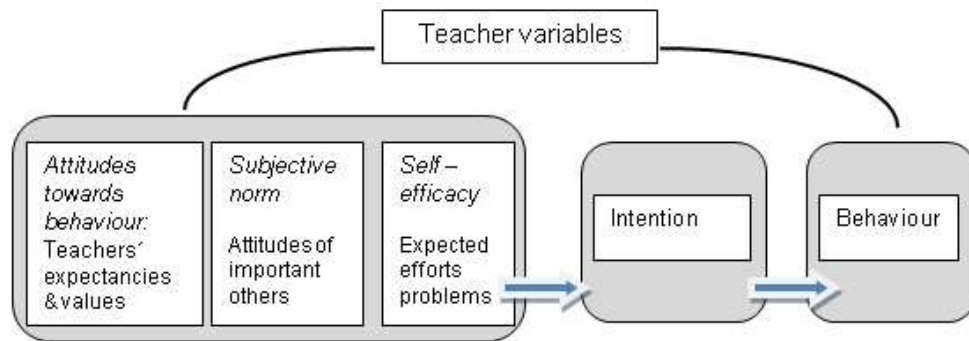 Teacher variables
Attitudes
towards
behaviour:
Teachers´
expectancies
& values
Subjective
norm
Attitudes of
important
others
Self –
efficacy
Expected
efforts
problems
Intention
Behaviour